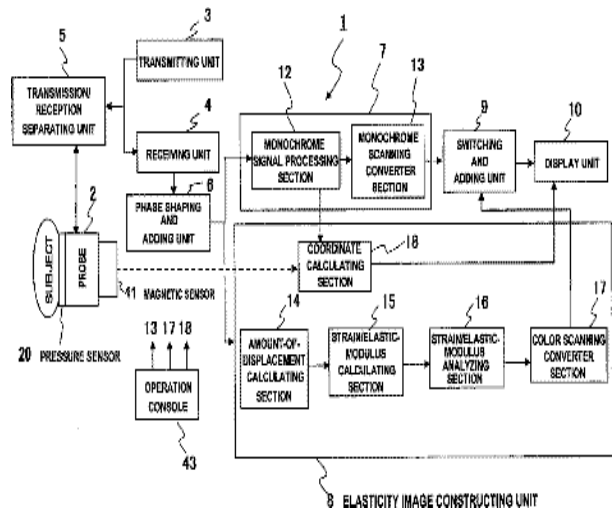 1
3
5
TRANSMITTING UNIT
7
12
13
TRANSMISSION/
RECEPTION
SEPARATING UNIT
4
9
10
RECEIVING UNIT
MONOCHROME
SIGNAL PROCESSING
SECTION
MONOCHROME
SCANNING
CONVERTER
SECTION
SWITCHING
AND
ADDING UNIT
DISPLAY UNIT
6
PHASE SHAPING
AND
ADDING UNIT
2
SUBJECT
PROBE
COORDINATE
CALCULATING
SECTION
18
41 MAGNETIC SENSOR
14
15
16
17
20 PRESSURE SENSOR
13 17 18
AMOUNT-OF-
DISPLACEMENT
CALCULATING
SECTION
STRAIN/ELASTIC-
MODULUS
CALCULATING
SECTION
STRAIN/ELASTIC-
MODULUS
ANALYZING
SECTION
COLOR SCANNING
CONVERTER
SECTION
OPERATION
CONSOLE
43
8 ELASTICITY IMAGE CONSTRUCTING UNIT